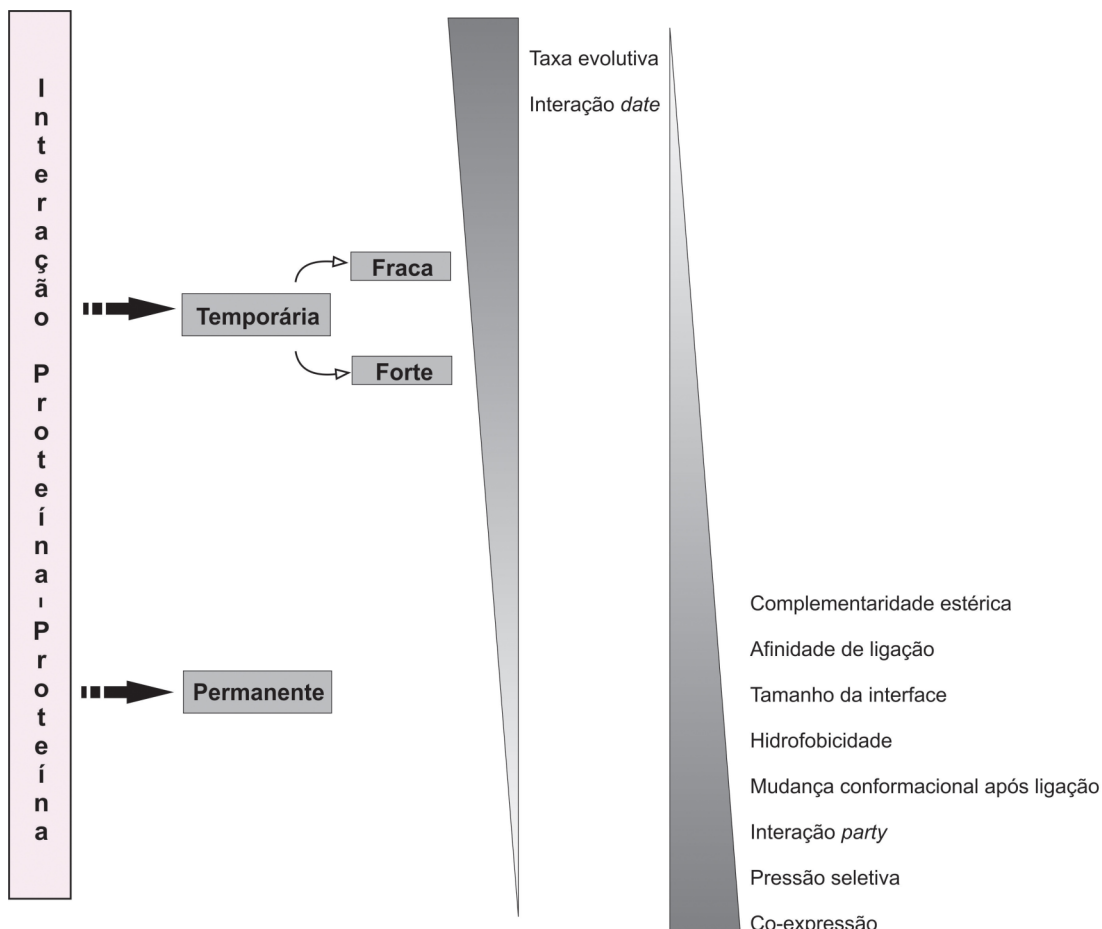 Interação Proteína-Proteína
Taxa evolutiva
Interação date
Fraca
Temporária
Forte
Permanente
Complementaridade estérica
Afinidade de ligação
Tamanho da interface
Hidrofobicidade
Mudança conformacional após ligação
Interação party
Pressão seletiva
Co-expressão